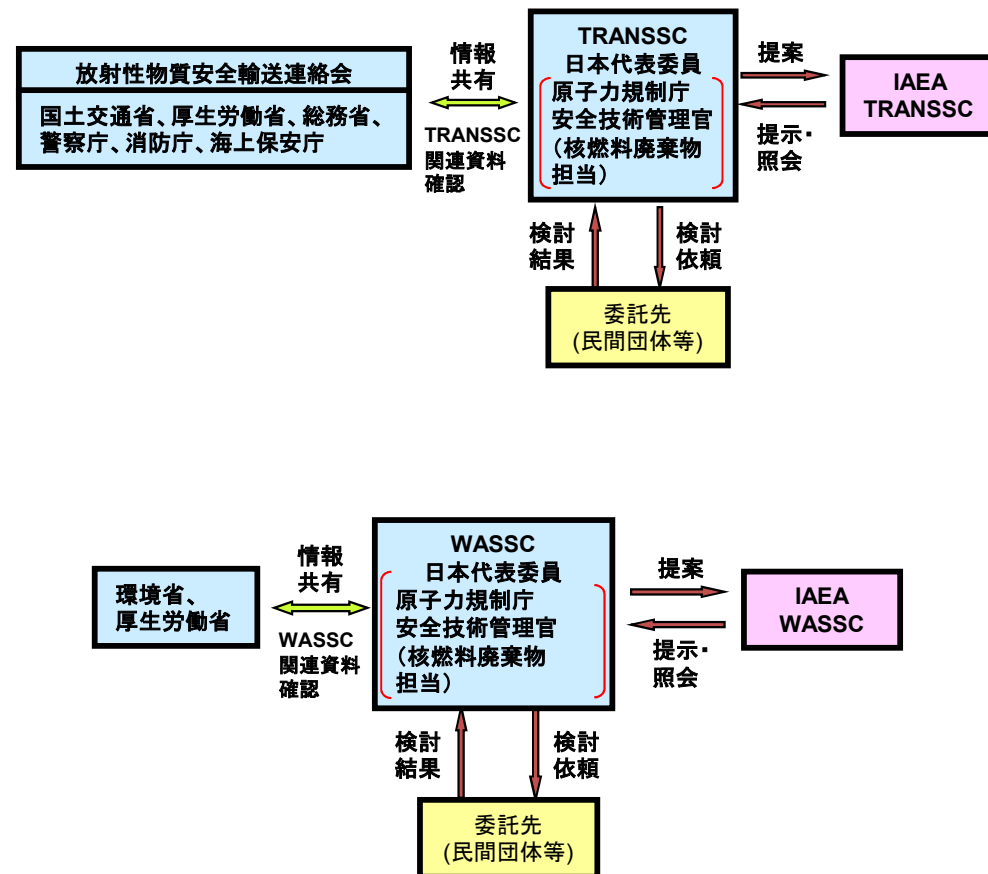 放射性物質安全輸送連絡会
国土交通省、厚生労働省、総務省、
警察庁、消防庁、海上保安庁
情報
共有
TRANSSC
関連資料
確認
TRANSSC
日本代表委員
原子力規制庁
安全技術管理官
（核燃料廃棄物
担当）
提案
提示・
照会
IAEA
TRANSSC
検討
結果
検討
依頼
委託先
(民間団体等)
環境省、
厚生労働省
情報
共有
WASSC
関連資料
確認
WASSC
日本代表委員
原子力規制庁
安全技術管理官
（核燃料廃棄物
担当）
提案
提示・
照会
IAEA
WASSC
検討
結果
検討
依頼
委託先
(民間団体等)